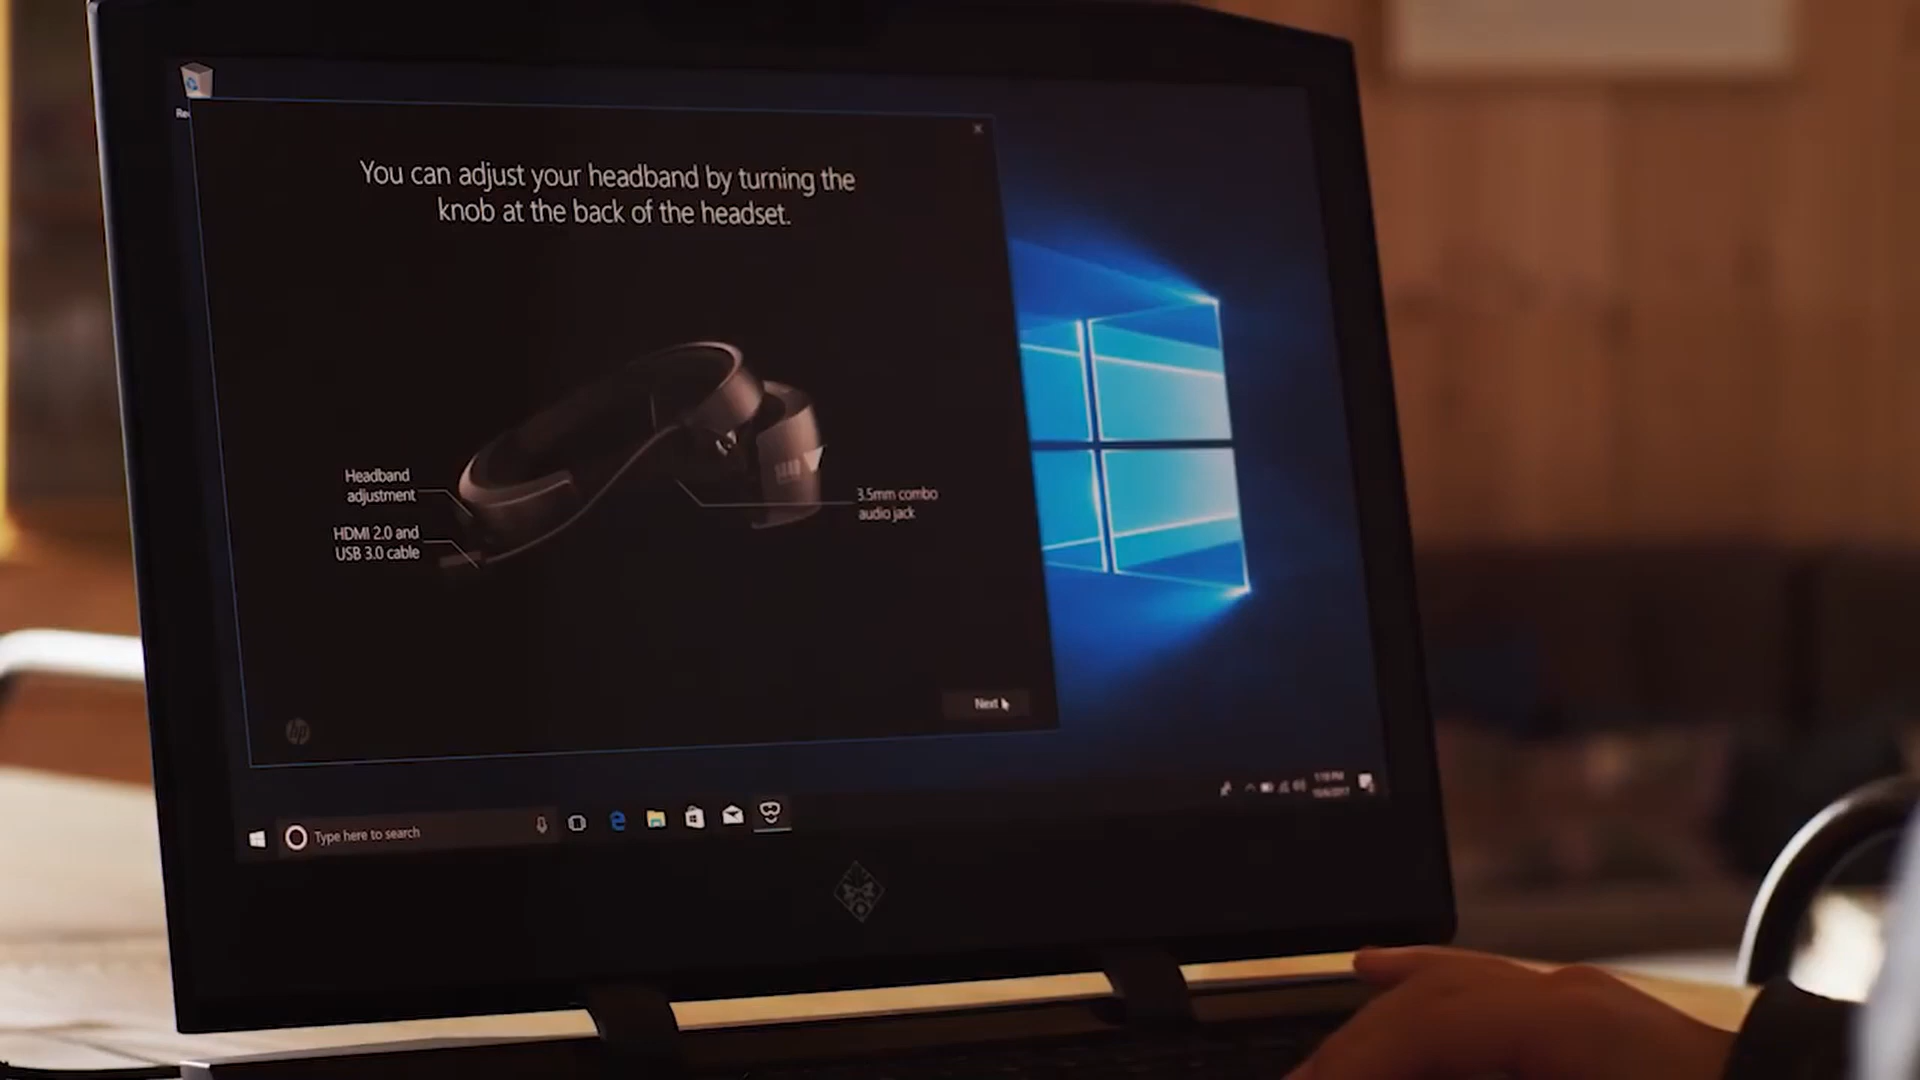 You can adjust your headband by turning the
knob at the back of the headset.
Headband
adjustment
HDMI 2.0 and
USB 3.0 cable
3.5mm combo
audio jack
Next
hp
Type here to search